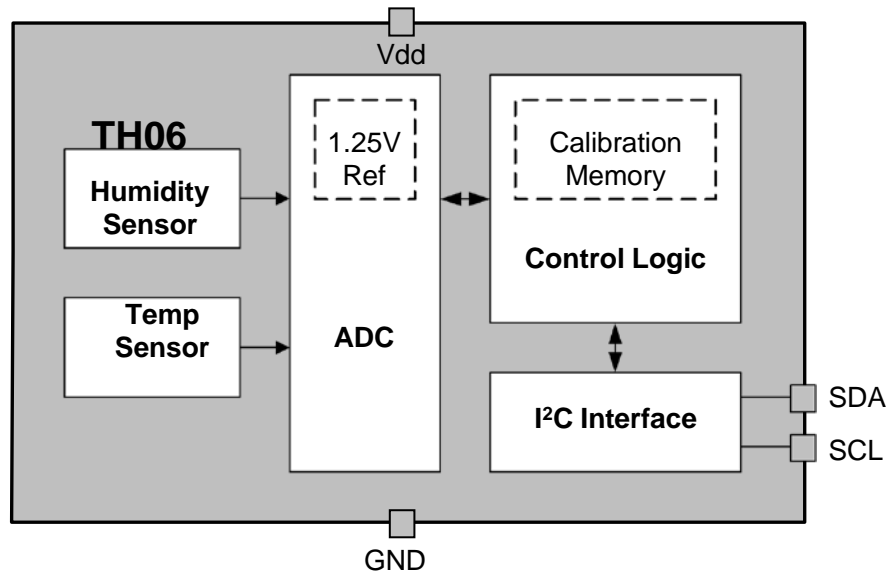 Vdd
TH06
Humidity
Sensor
1.25V
Ref
Calibration
Memory
Control Logic
Temp
Sensor
ADC
I²C Interface
SDA
SCL
GND